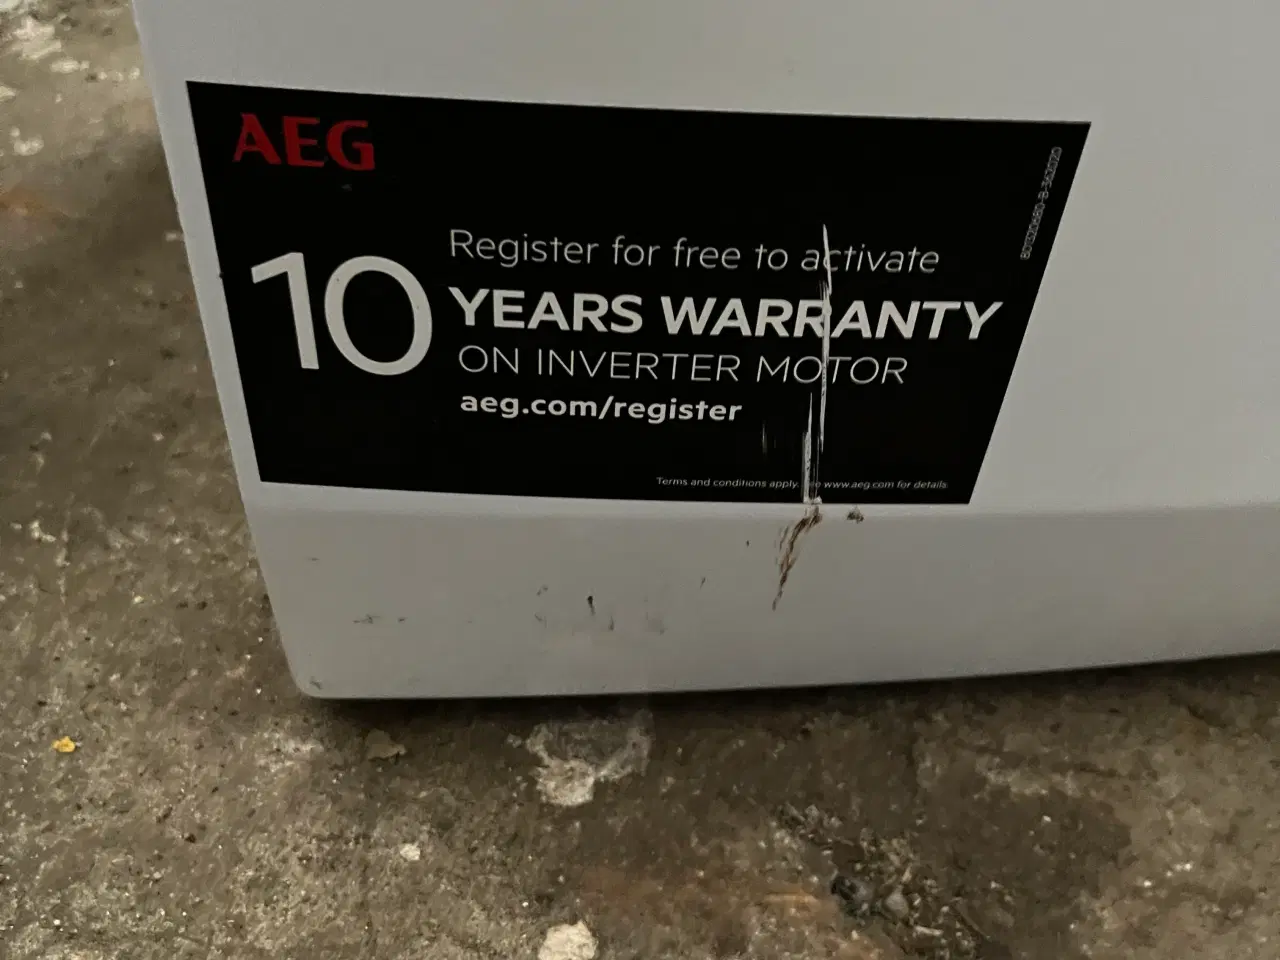 AEG
10
Register for free to activate
YEARS WARRANTY
ON INVERTER MOTOR
aeg.com/register
Terms and conditions apply. www.aeg.com for details.